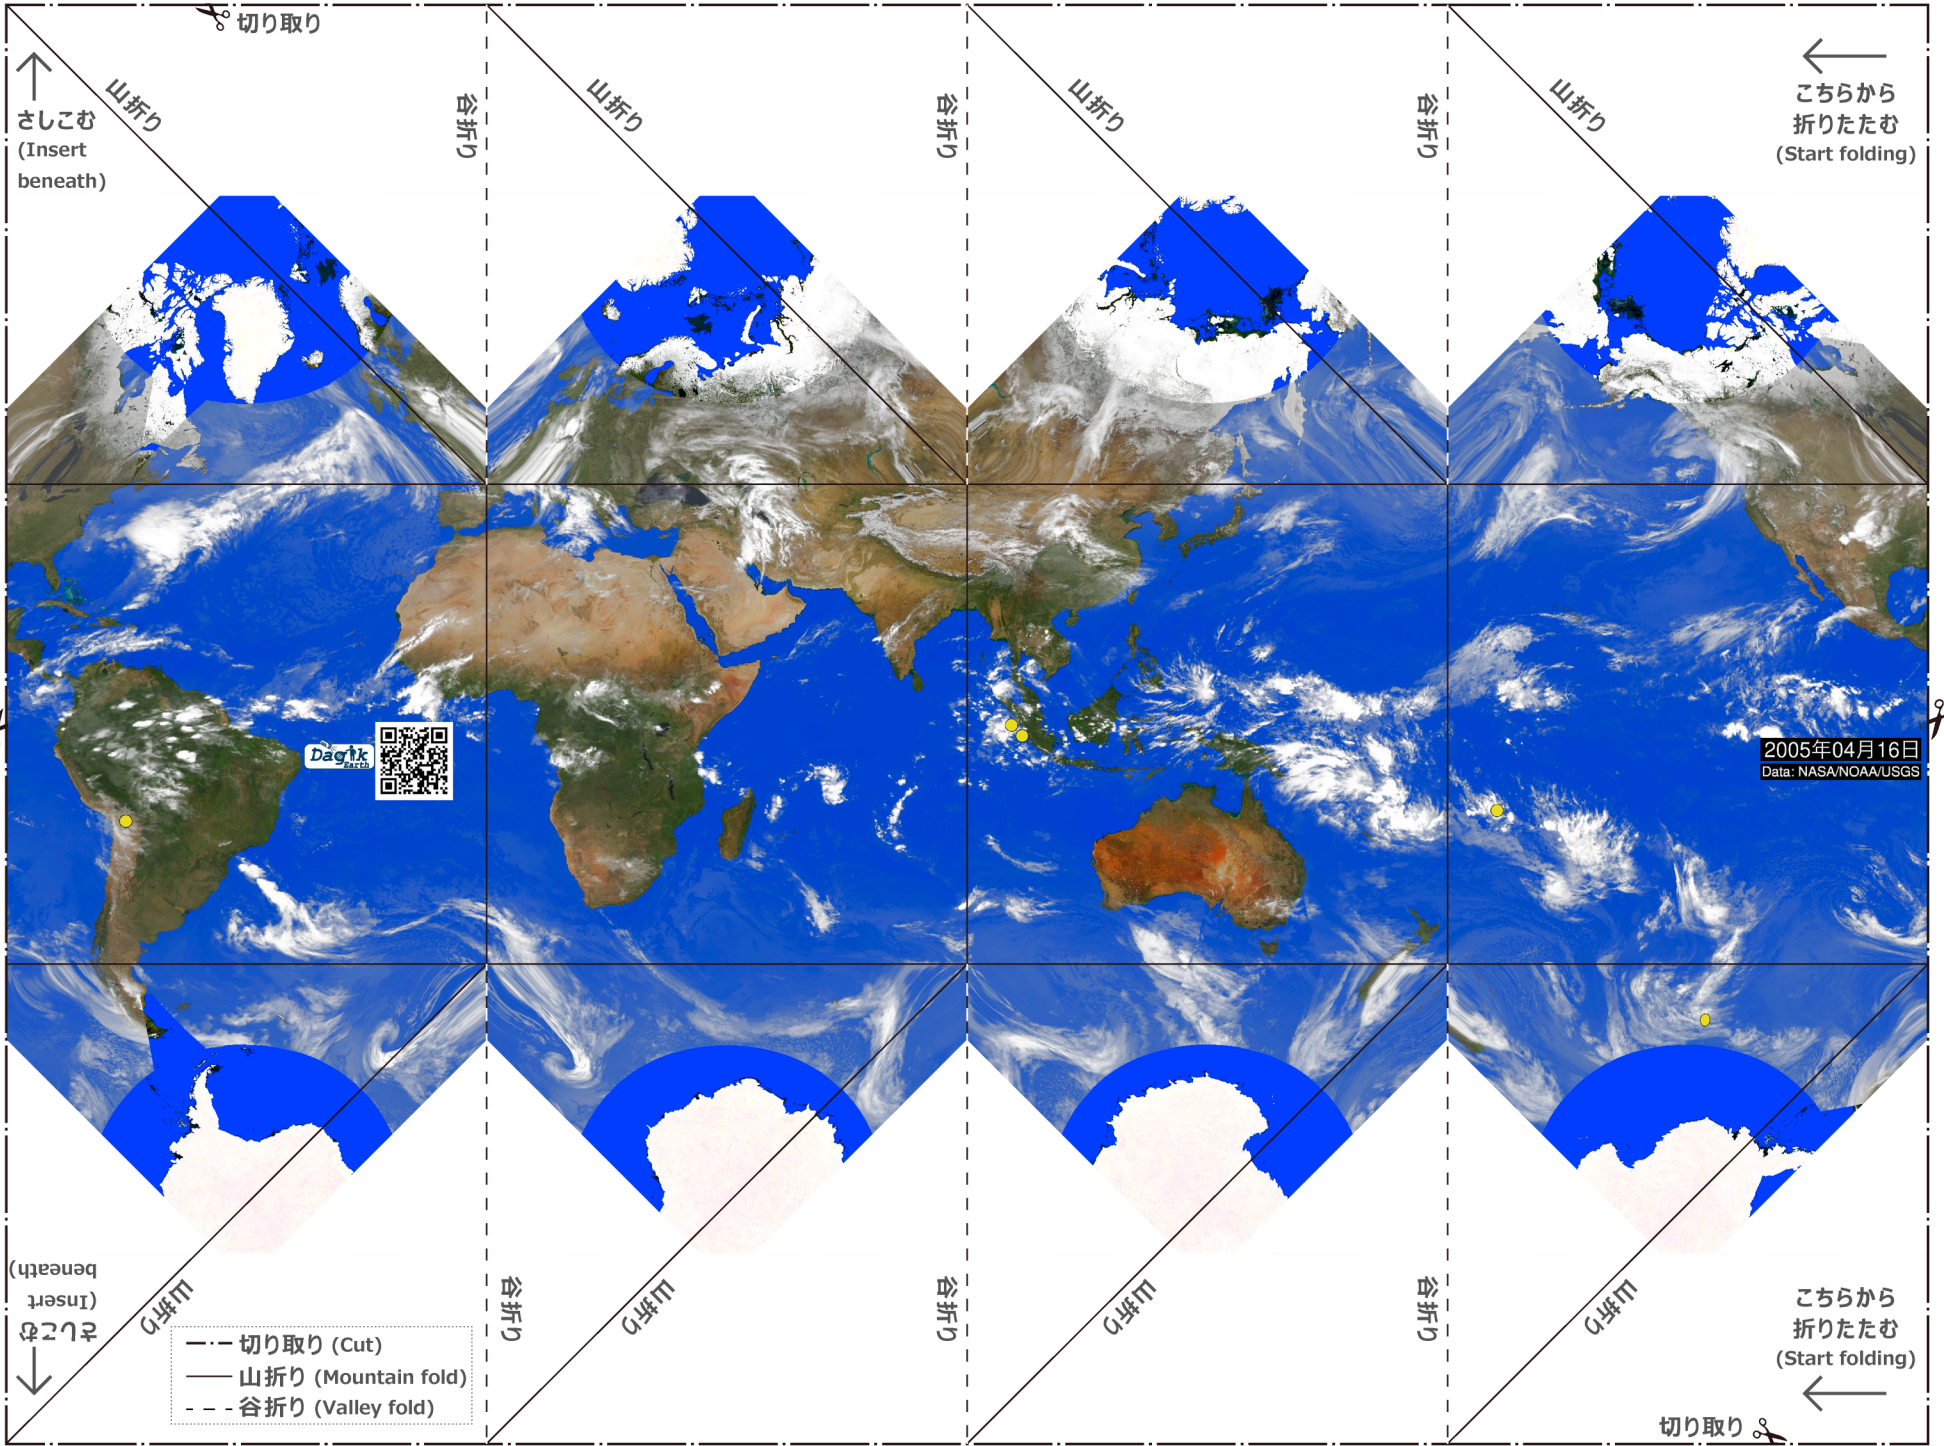 切り取り
山折り
谷折り
山折り
谷折り
山折り
谷折り
山折り
さしこむ
(Insert
beneath)
こちらから
折りたたむ
(Start folding)
Dagik
Earth
2005年04月16日
Data: NASA/NOAA/USGS
さしこむ
(Insert
beneath)
山折り
谷折り
山折り
谷折り
山折り
谷折り
山折り
こちらから
折りたたむ
(Start folding)
切り取り (Cut)
山折り (Mountain fold)
谷折り (Valley fold)
切り取り